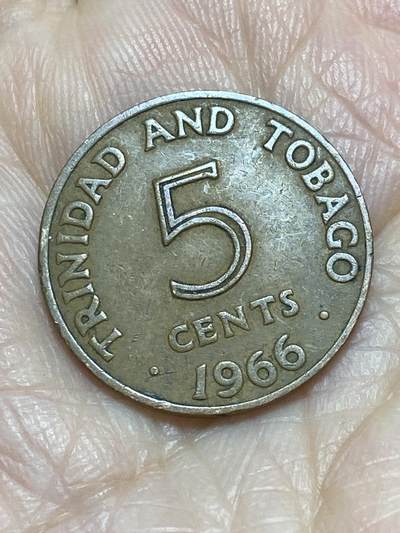 TRINIDAD AND TOBAGO
5
CENTS
1966